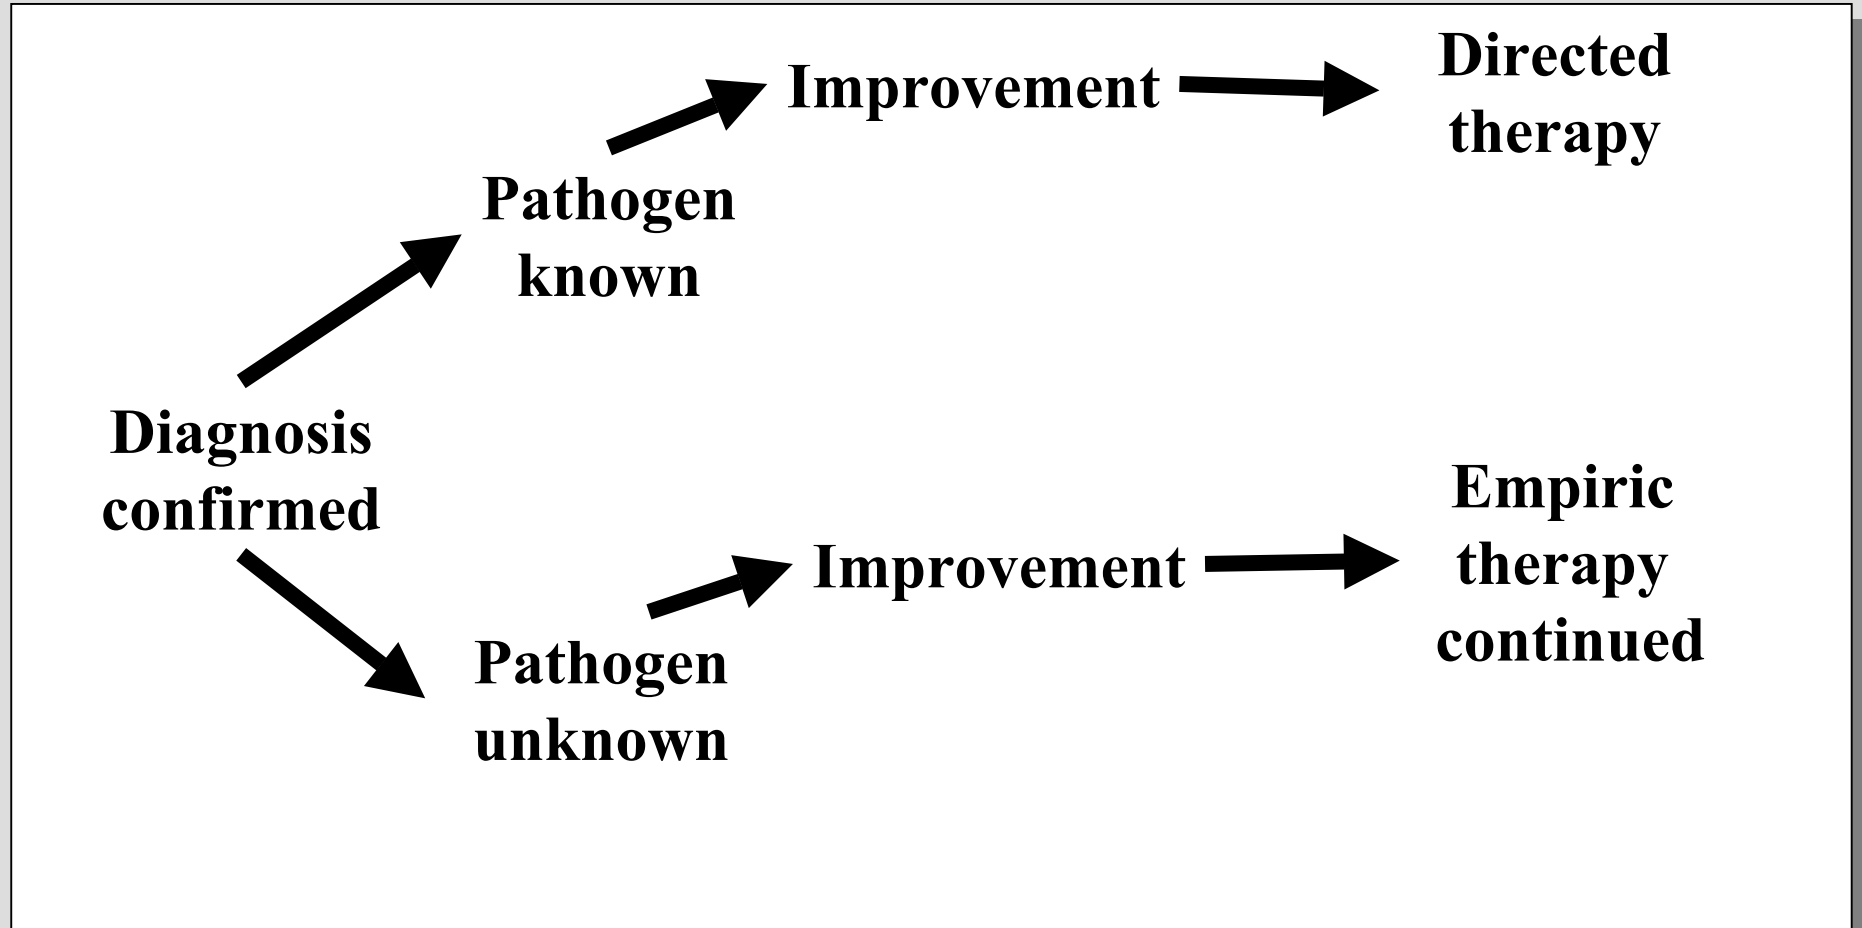 Directed
therapy
Improvement
Pathogen
known
Diagnosis
confirmed
Empiric
therapy
continued
Improvement
Pathogen
unknown